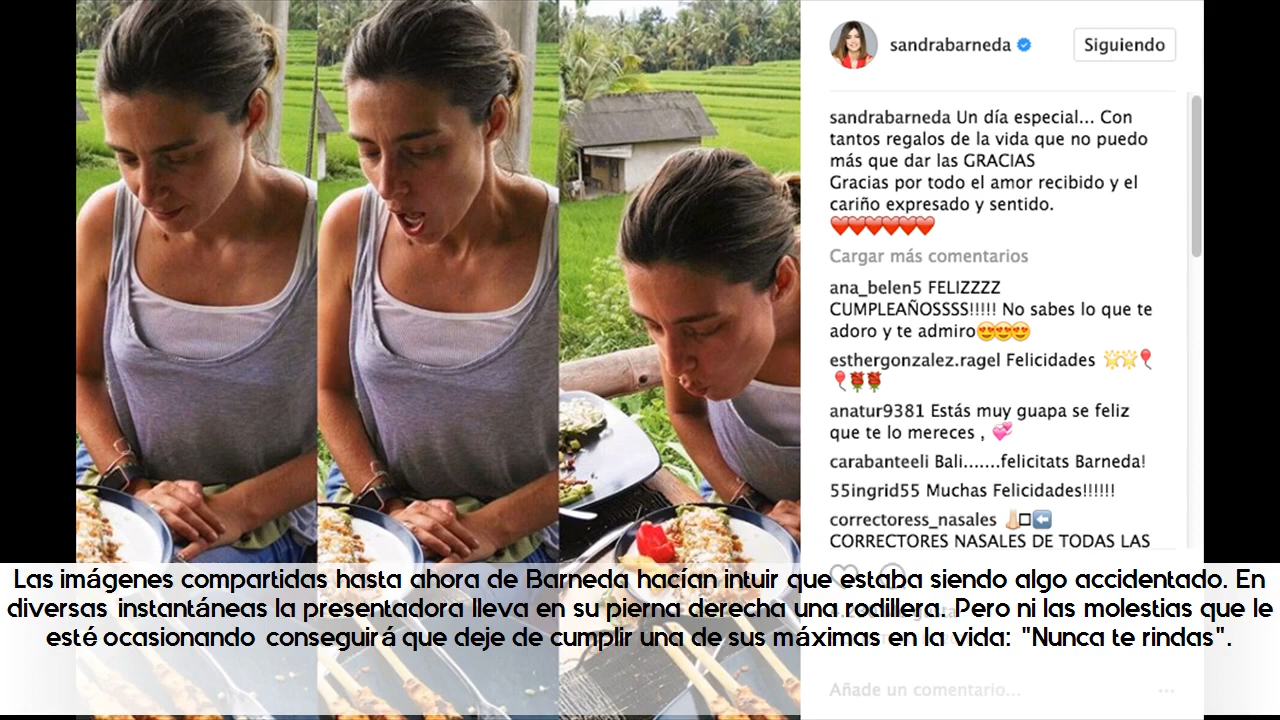 sandrabarneda
Siguiendo
sandrabarneda Un día especial... Con
tantos regalos de la vida que no puedo
más que dar las GRACIAS
Gracias por todo el amor recibido y el
cariño expresado y sentido.
❤️❤️❤️❤️❤️❤️
Cargar más comentarios
ana_belen5 FELIZZZZ
CUMPLEAÑOSSSS!!!!! No sabes lo que te
adoro y te admiro😍😍😍
esthergonzalez.ragel Felicidades 🌟🌟🎈
🎈🌹🌹
anatur9381 Estás muy guapa se feliz
que te lo mereces , 💞
carabanteeli Bali.......felicitats Barneda!
55ingrid55 Muchas Felicidades!!!!!!
correctoress_nasales 👃🏻□⬅️
CORRECTORES NASALES DE TODAS LAS
Las imágenes compartidas hasta ahora de Barneda hacían intuir que estaba siendo algo accidentado. En
diversas instantáneas la presentadora lleva en su pierna derecha una rodillera. Pero ni las molestias que le
esté ocasionando conseguirá que deje de cumplir una de sus máximas en la vida: "Nunca te rindas".
Añade un comentario...